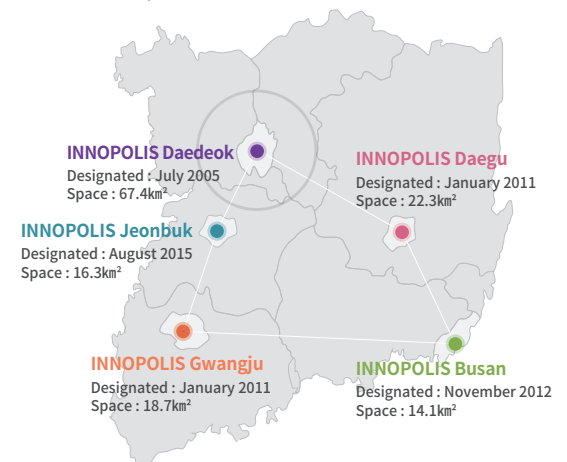 INNOPOLIS Daedeok
Designated : July 2005
Space : 67.4km²
INNOPOLIS Daegu
Designated : January 2011
Space : 22.3km²
INNOPOLIS Jeonbuk
Designated : August 2015
Space : 16.3km²
INNOPOLIS Gwangju
Designated : January 2011
Space : 18.7km²
INNOPOLIS Busan
Designated : November 2012
Space : 14.1km²